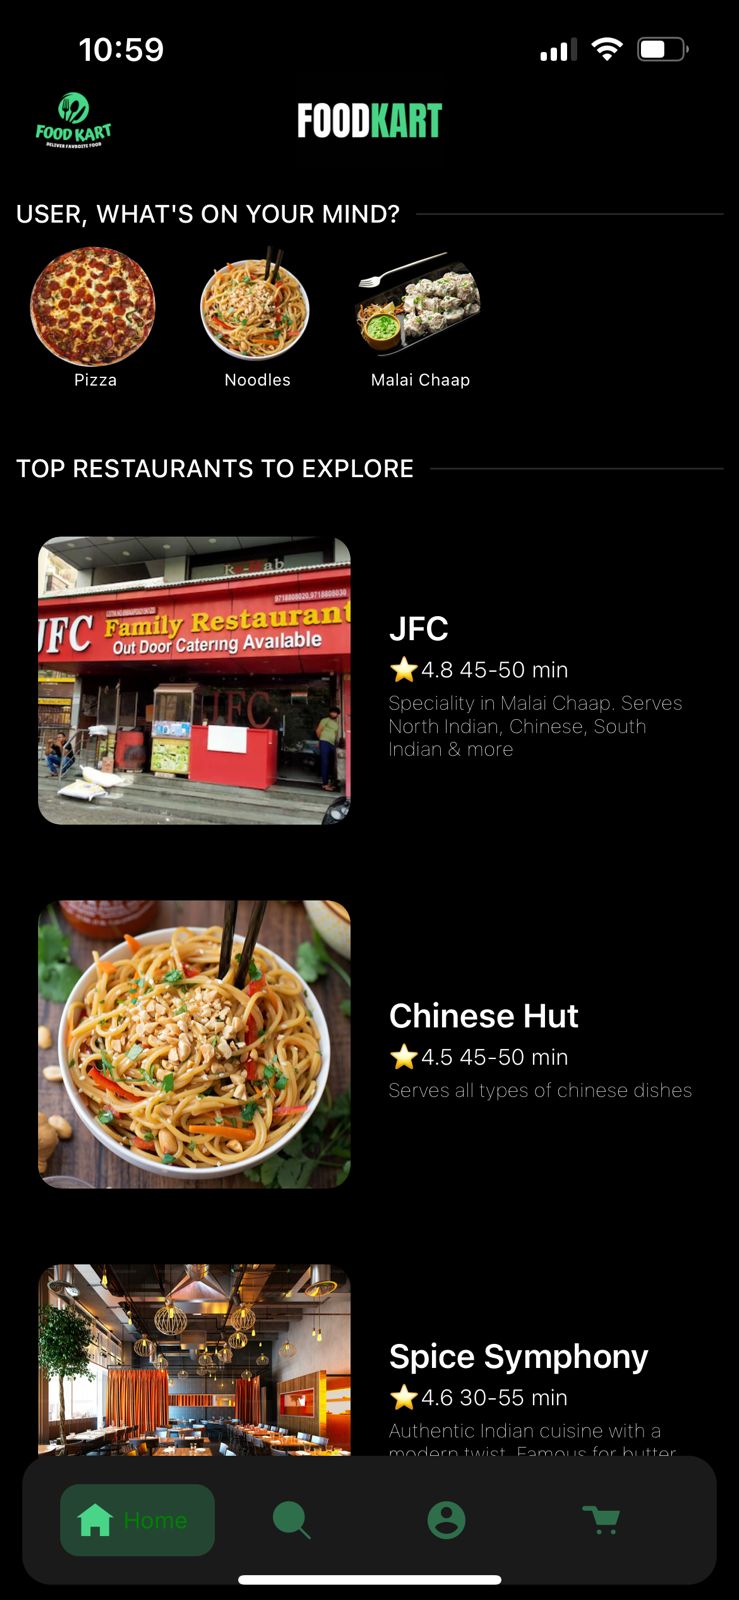 10:59
FOOD KART
DELIVER FAVROITE FOOD
FOODKART
USER, WHAT'S ON YOUR MIND?
Pizza
Noodles
Malai Chaap
TOP RESTAURANTS TO EXPLORE
JFC
Family Restaurant
Out Door Catering Available
JFC
JFC
4.8 45-50 min
Speciality in Malai Chaap. Serves
North Indian, Chinese, South
Indian & more
Chinese Hut
4.5 45-50 min
Serves all types of chinese dishes
Spice Symphony
4.6 30-55 min
Authentic Indian cuisine with a
modern twist. Famous for butter
Home